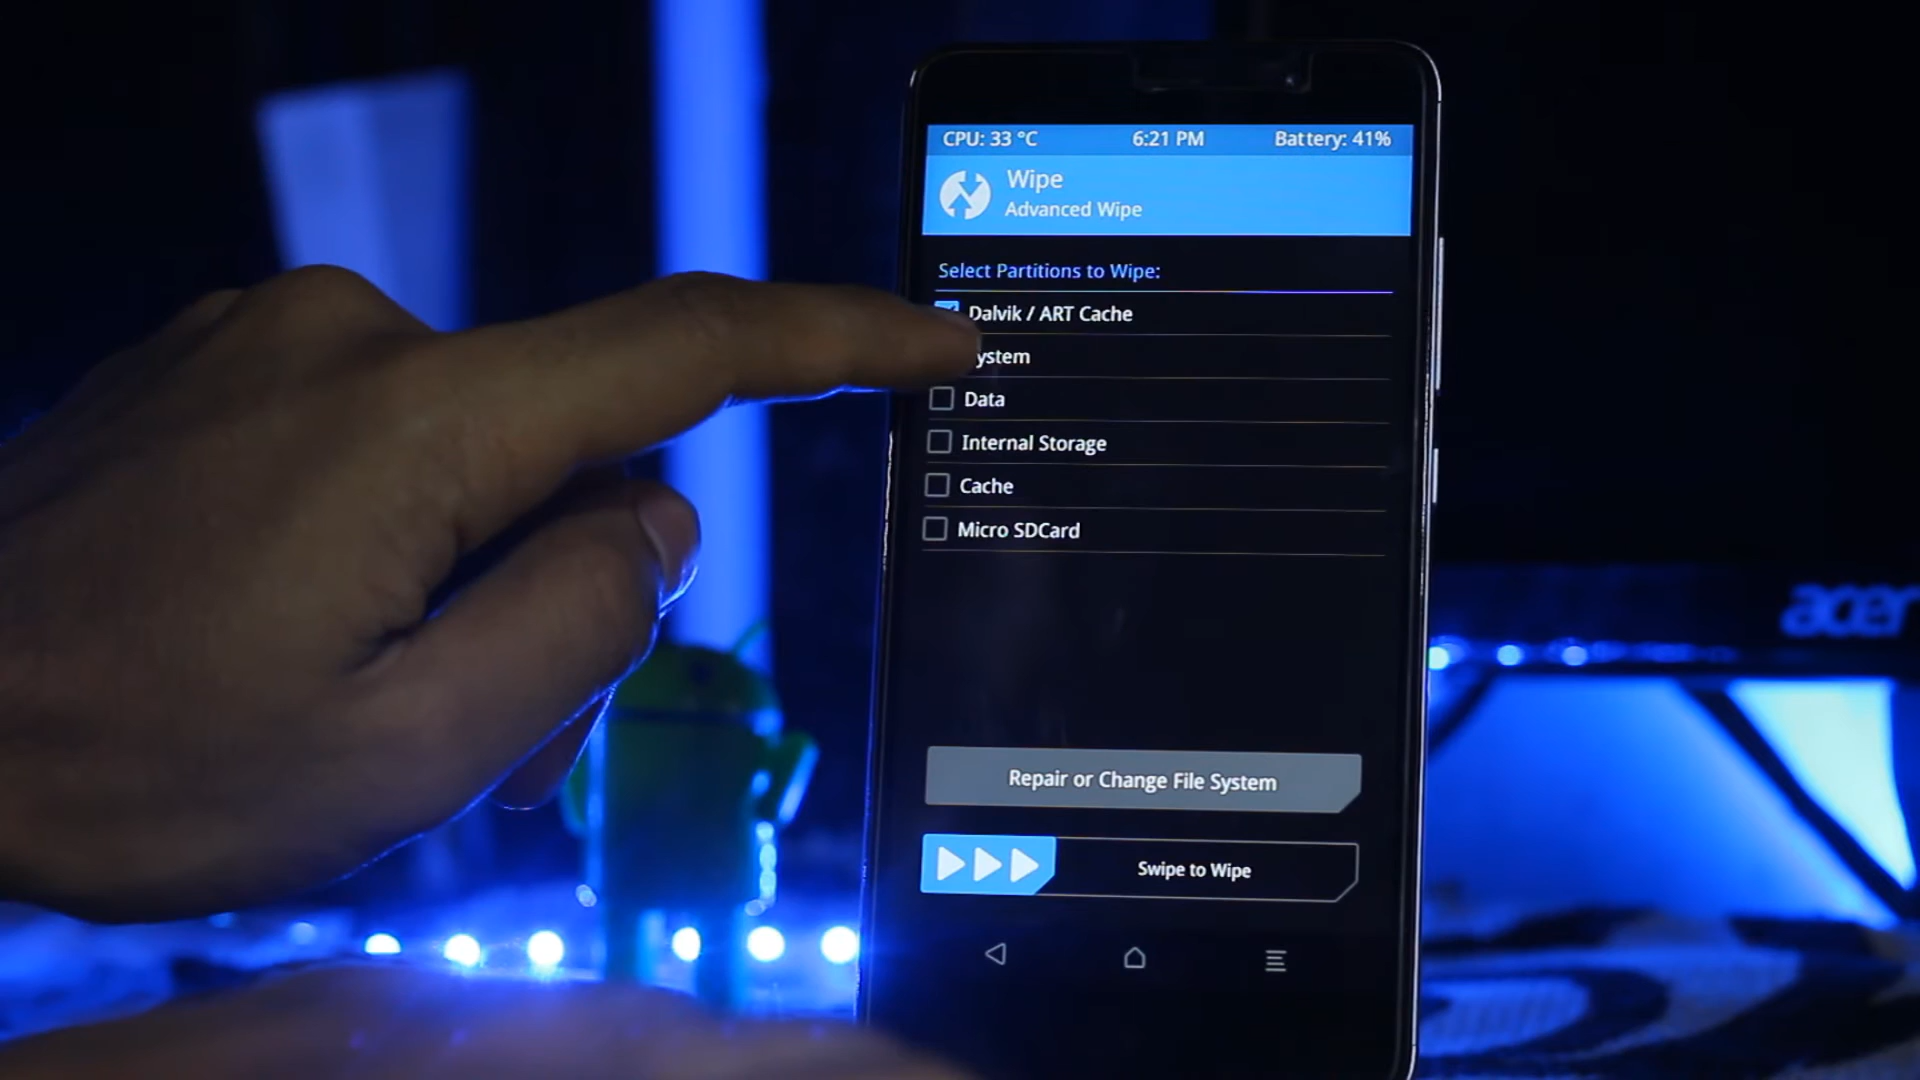 CPU: 33 °C 6:21 PM Battery: 41%
Wipe
Advanced Wipe
Select Partitions to Wipe:
Dalvik / ART Cache
ystem
Data
Internal Storage
Cache
Micro SDCard
Repair or Change File System
Swipe to Wipe
acer